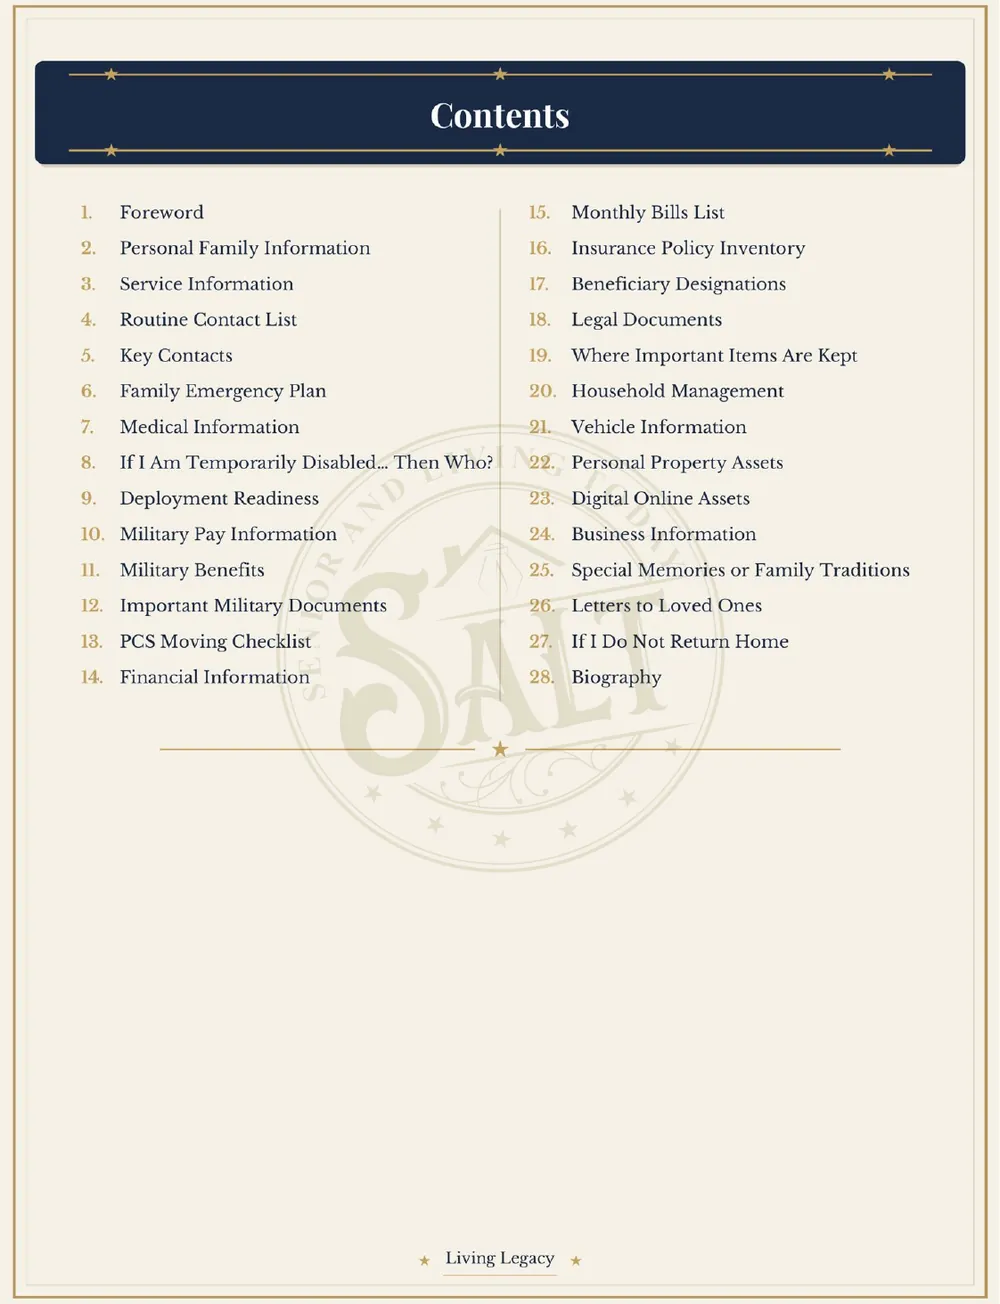 Contents
1. Foreword
2. Personal Family Information
3. Service Information
4. Routine Contact List
5. Key Contacts
6. Family Emergency Plan
7. Medical Information
8. If I Am Temporarily Disabled... Then Who?
9. Deployment Readiness
10. Military Pay Information
11. Military Benefits
12. Important Military Documents
13. PCS Moving Checklist
14. Financial Information
15. Monthly Bills List
16. Insurance Policy Inventory
17. Beneficiary Designations
18. Legal Documents
19. Where Important Items Are Kept
20. Household Management
21. Vehicle Information
22. Personal Property Assets
23. Digital Online Assets
24. Business Information
25. Special Memories or Family Traditions
26. Letters to Loved Ones
27. If I Do Not Return Home
28. Biography
SENIOR AND LIVING TODAY
SALT
Living Legacy